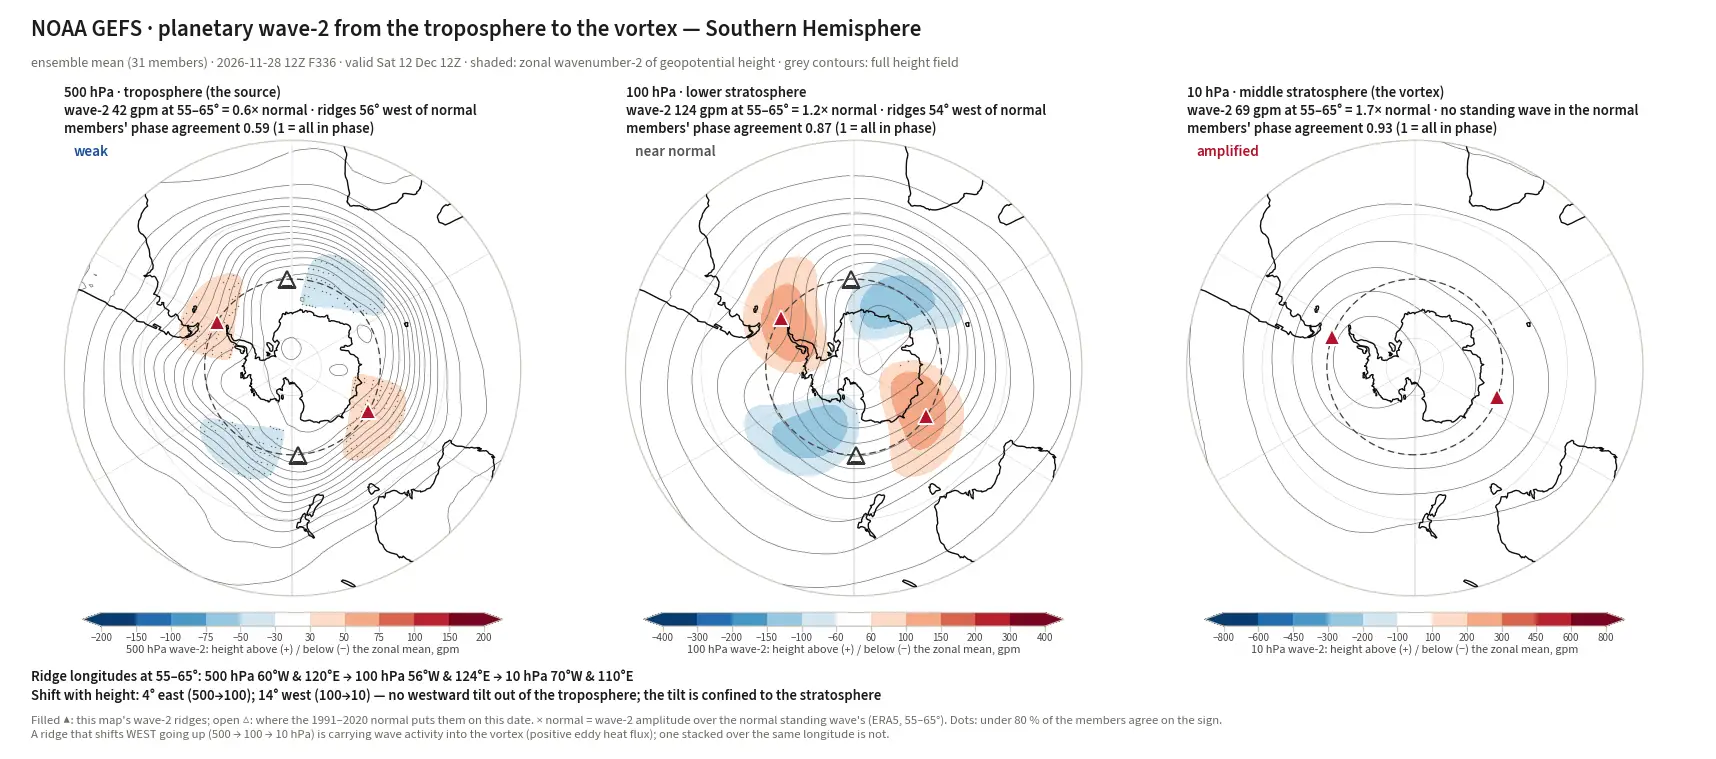 NOAA GEFS · planetary wave-2 from the troposphere to the vortex — Southern Hemisphere
ensemble mean (31 members) · 2026-11-28 12Z F336 · valid Sat 12 Dec 12Z · shaded: zonal wavenumber-2 of geopotential height · grey contours: full height field
500 hPa · troposphere (the source)
wave-2 42 gpm at 55–65° = 0.6× normal · ridges 56° west of normal
members' phase agreement 0.59 (1 = all in phase)
weak
100 hPa · lower stratosphere
wave-2 124 gpm at 55–65° = 1.2× normal · ridges 54° west of normal
members' phase agreement 0.87 (1 = all in phase)
near normal
10 hPa · middle stratosphere (the vortex)
wave-2 69 gpm at 55–65° = 1.7× normal · no standing wave in the normal
members' phase agreement 0.93 (1 = all in phase)
amplified
−200 −150 −100 −75 −50 −30 30 50 75 100 150 200
500 hPa wave-2: height above (+) / below (−) the zonal mean, gpm
−400 −300 −200 −150 −100 −60 60 100 150 200 300 400
100 hPa wave-2: height above (+) / below (−) the zonal mean, gpm
−800 −600 −450 −300 −200 −100 100 200 300 450 600 800
10 hPa wave-2: height above (+) / below (−) the zonal mean, gpm
Ridge longitudes at 55–65°: 500 hPa 60°W & 120°E → 100 hPa 56°W & 124°E → 10 hPa 70°W & 110°E
Shift with height: 4° east (500→100); 14° west (100→10) — no westward tilt out of the troposphere; the tilt is confined to the stratosphere
Filled ▲: this map's wave-2 ridges; open △: where the 1991–2020 normal puts them on this date. × normal = wave-2 amplitude over the normal standing wave's (ERA5, 55–65°). Dots: under 80 % of the members agree on the sign.
A ridge that shifts WEST going up (500 → 100 → 10 hPa) is carrying wave activity into the vortex (positive eddy heat flux); one stacked over the same longitude is not.